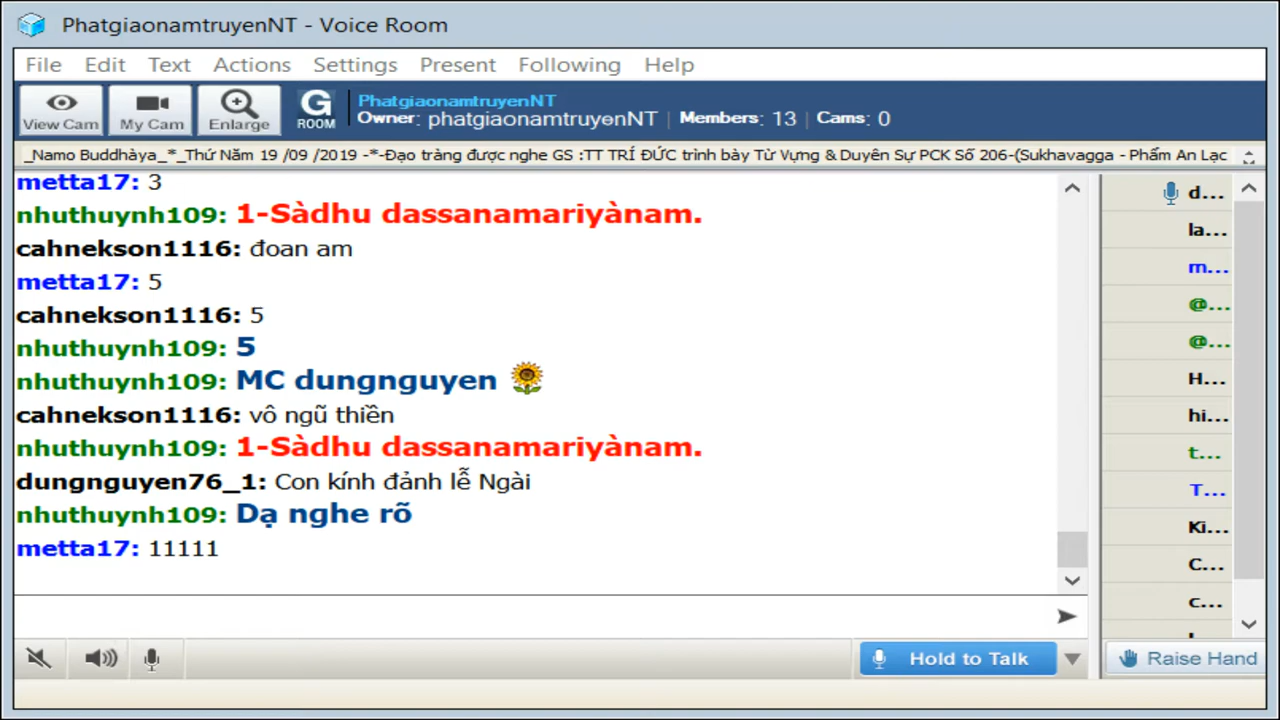 PhatgiaonamtruyenNT - Voice Room
File Edit Text Actions Settings Present Following Help
View Cam My Cam Enlarge G ROOM
PhatgiaonamtruyenNT
Owner: phatgiaonamtruyenNT Members: 13 Cams: 0
_Namo Buddhàya_*_Thứ Năm 19 /09 /2019 -*-Đạo tràng được nghe GS :TT TRÍ ĐỨC trình bày Từ Vựng & Duyên Sự PCK Số 206-(Sukhavagga - Phẩm An Lạc
metta17: 3
nhuthuynh109: 1-Sàdhu dassanamariyànam.
cahnekson1116: đoan am
metta17: 5
cahnekson1116: 5
nhuthuynh109: 5
nhuthuynh109: MC dungnguyen
cahnekson1116: vô ngũ thiền
nhuthuynh109: 1-Sàdhu dassanamariyànam.
dungnguyen76_1: Con kính đảnh lễ Ngài
nhuthuynh109: Dạ nghe rõ
metta17: 11111
d...
la...
m...
@...
@...
H...
hi...
t...
T...
Ki...
C...
c...
Hold to Talk
Raise Hand